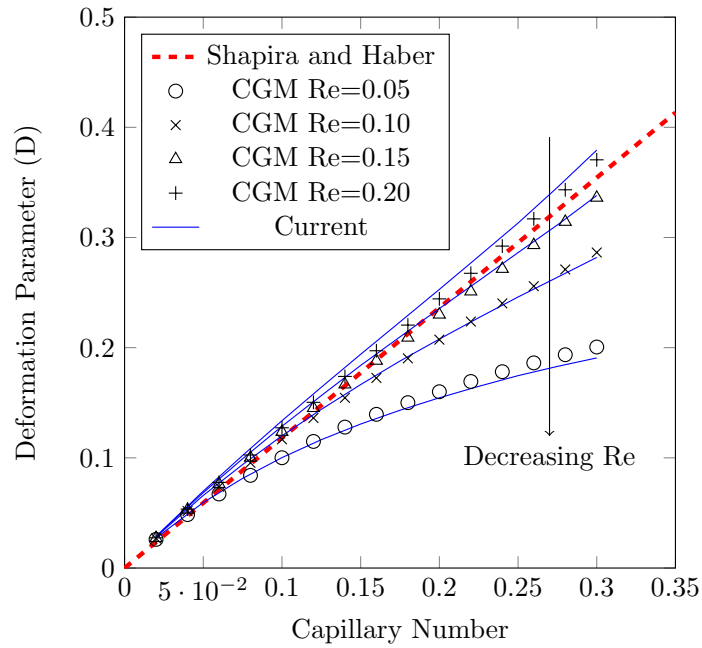 0.5
0.4
0.3
0.2
0.1
0
Deformation Parameter (D)
Shapira and Haber
CGM Re=0.05
CGM Re=0.10
CGM Re=0.15
CGM Re=0.20
Current
Decreasing Re
0 5 · 10⁻² 0.1 0.15 0.2 0.25 0.3 0.35
Capillary Number